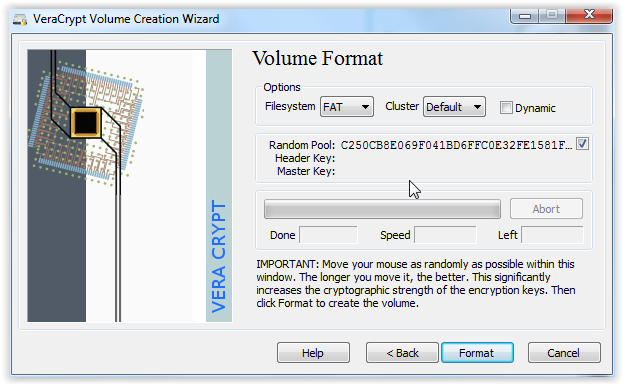 VeraCrypt Volume Creation Wizard
VERA CRYPT
Volume Format
Options
Filesystem FAT Cluster Default Dynamic
Random Pool: C250CB8E069F041BD6FFC0E32FE1581F...
Header Key:
Master Key:
Abort
Done Speed Left
IMPORTANT: Move your mouse as randomly as possible within this
window. The longer you move it, the better. This significantly
increases the cryptographic strength of the encryption keys. Then
click Format to create the volume.
Help < Back Format Cancel